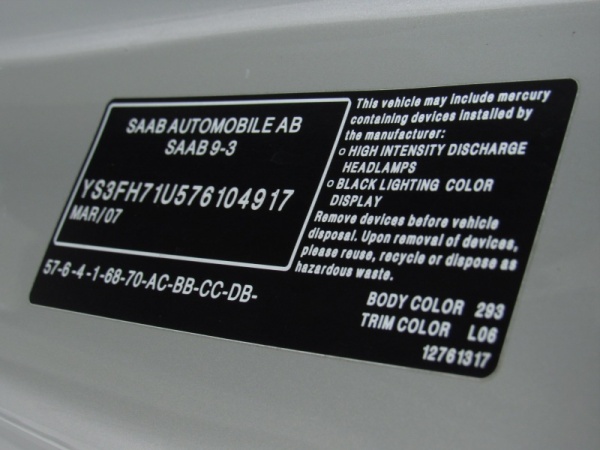 SAAB AUTOMOBILE AB
SAAB 9-3
YS3FH71U576104917
MAR/07
57-6-4-1-68-70-AC-BB-CC-DB-
This vehicle may include mercury
containing devices installed by
the manufacturer:
o HIGH INTENSITY DISCHARGE
HEADLAMPS
o BLACK LIGHTING COLOR
DISPLAY
Remove devices before vehicle
disposal. Upon removal of devices,
please reuse, recycle or dispose as
hazardous waste.
BODY COLOR 293
TRIM COLOR L06
12761317